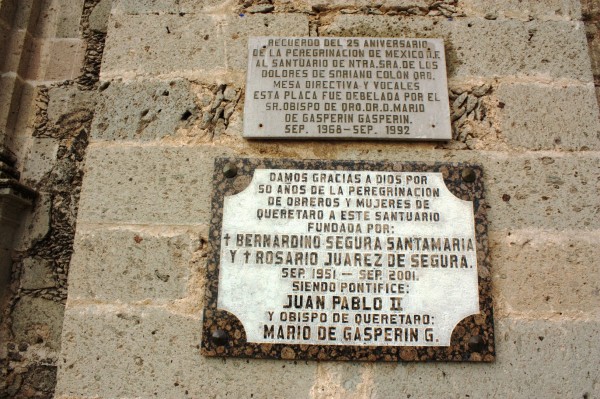 RECUERDO DEL 25 ANIVERSARIO
DE LA PEREGRINACION DE MEXICO D.F.
AL SANTUARIO DE NTRA.SRA.DE LOS
DOLORES DE SORIANO COLÓN QRO.
MESA DIRECTIVA Y VOCALES
ESTA PLACA FUE DEBELADA POR EL
SR.OBISPO DE QRO.DR.D.MARIO
DE GASPERIN GASPERIN.
SEP. 1968-SEP. 1992
DAMOS GRACIAS A DIOS POR
50 AÑOS DE LA PEREGRINACION
DE OBREROS Y MUJERES DE
QUERETARO A ESTE SANTUARIO
FUNDADA POR:
✝ BERNARDINO SEGURA SANTAMARIA
Y ✝ ROSARIO JUAREZ DE SEGURA.
SEP. 1951 — SEP. 2001.
SIENDO PONTIFICE:
JUAN PABLO II
Y OBISPO DE QUERETARO:
MARIO DE GASPERIN G.